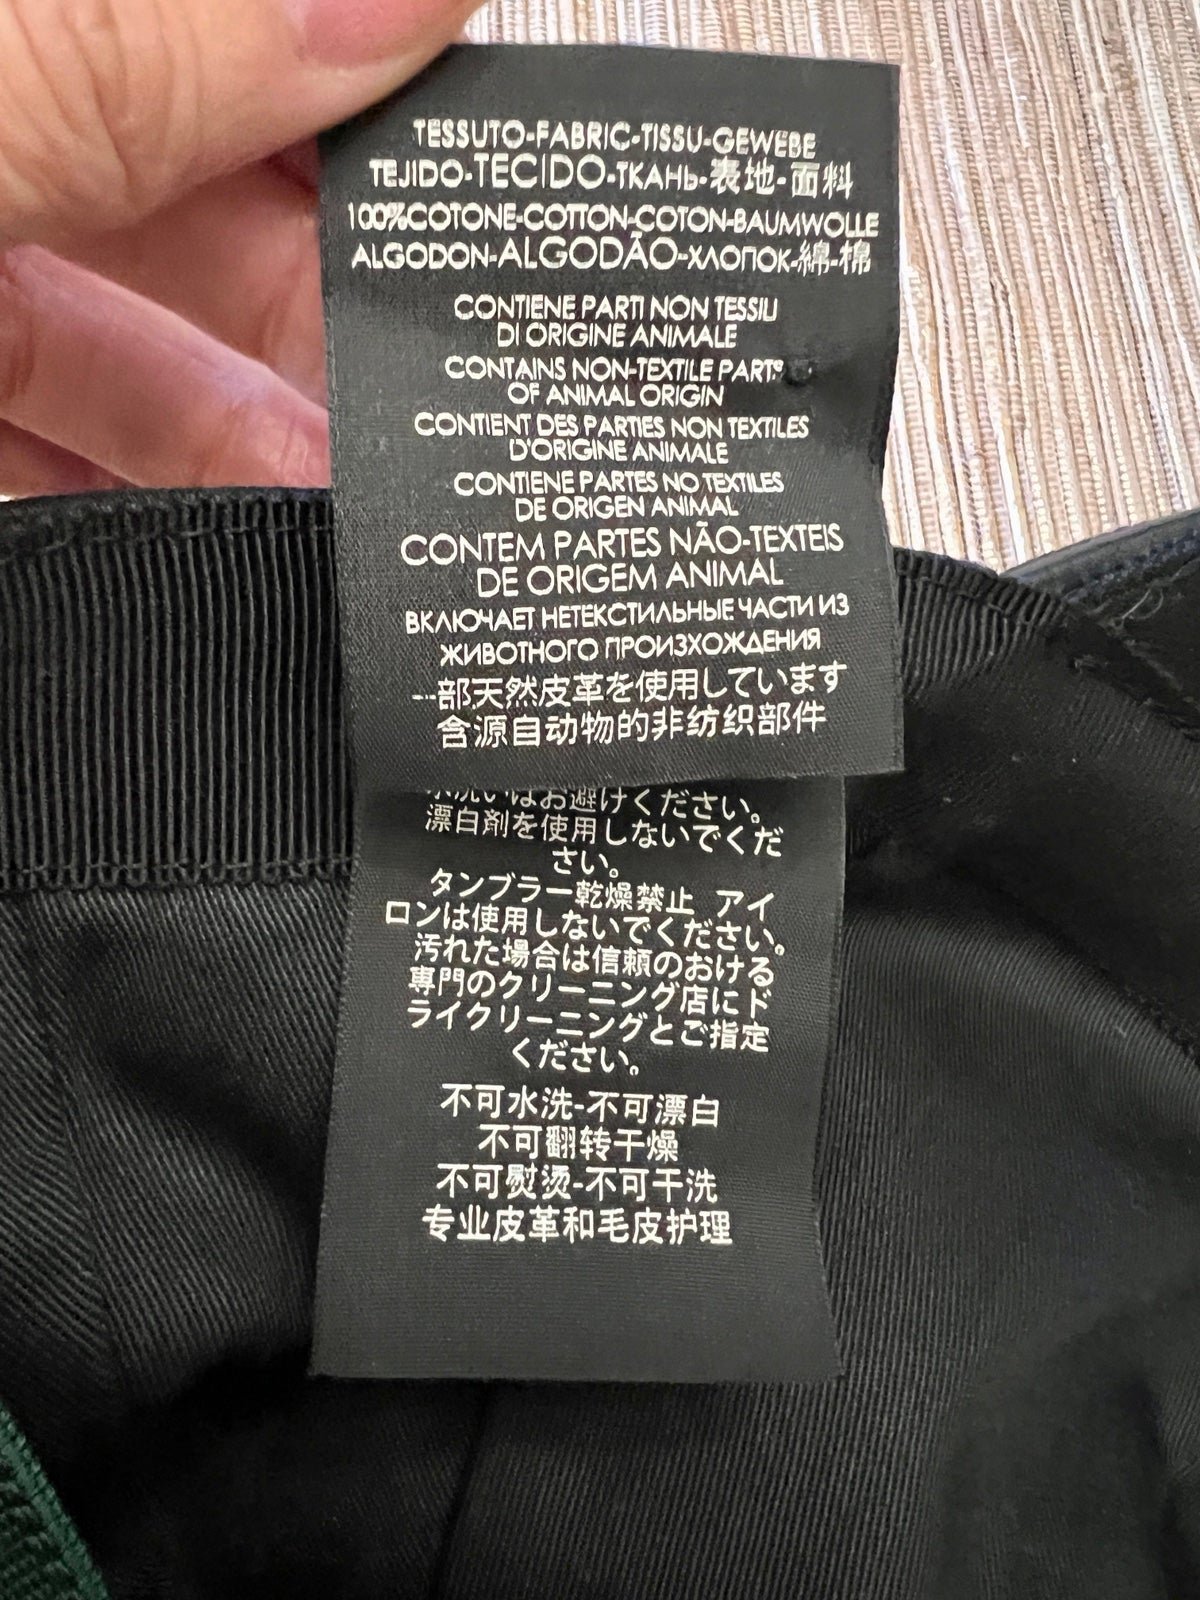 TESSUTO-FABRIC-TISSU-GEWEBE
TEJIDO-TECIDO-ТКАНЬ-表地-面料
100%COTONE-COTTON-COTON-BAUMWOLLE
ALGODON-ALGODÃO-ХЛОПОК-綿-棉
CONTIENE PARTI NON TESSILI
DI ORIGINE ANIMALE
CONTAINS NON-TEXTILE PARTS
OF ANIMAL ORIGIN
CONTIENT DES PARTIES NON TEXTILES
D'ORIGINE ANIMALE
CONTIENE PARTES NO TEXTILES
DE ORIGEN ANIMAL
CONTEM PARTES NÃO-TEXTEIS
DE ORIGEM ANIMAL
ВКЛЮЧАЕТ НЕТЕКСТИЛЬНЫЕ ЧАСТИ ИЗ
ЖИВОТНОГО ПРОИЗХОЖДЕНИЯ
一部天然皮革を使用しています
含源自动物的非纺织部件
水洗いはお避けください。
漂白剤を使用しないでくだ
さい。
タンブラー乾燥禁止 アイ
ロンは使用しないでください。
汚れた場合は信頼のおける
専門のクリーニング店にド
ライクリーニングとご指定
ください。
不可水洗-不可漂白
不可翻转干燥
不可熨烫-不可干洗
专业皮革和毛皮护理